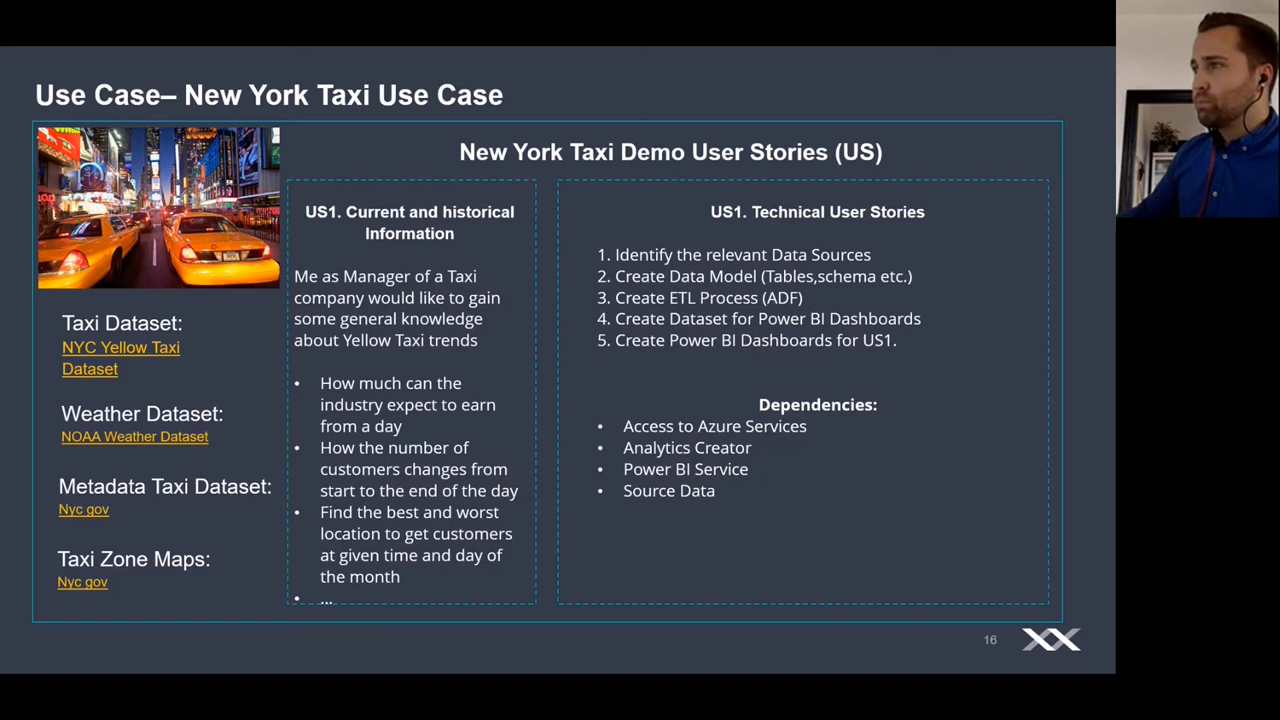 Use Case– New York Taxi Use Case
New York Taxi Demo User Stories (US)
Taxi Dataset:
NYC Yellow Taxi
Dataset
Weather Dataset:
NOAA Weather Dataset
Metadata Taxi Dataset:
Nyc gov
Taxi Zone Maps:
Nyc gov
US1. Current and historical
Information
Me as Manager of a Taxi
company would like to gain
some general knowledge
about Yellow Taxi trends
• How much can the
industry expect to earn
from a day
• How the number of
customers changes from
start to the end of the day
• Find the best and worst
location to get customers
at given time and day of
the month
• ...
US1. Technical User Stories
1. Identify the relevant Data Sources
2. Create Data Model (Tables,schema etc.)
3. Create ETL Process (ADF)
4. Create Dataset for Power BI Dashboards
5. Create Power BI Dashboards for US1.
Dependencies:
• Access to Azure Services
• Analytics Creator
• Power BI Service
• Source Data
16